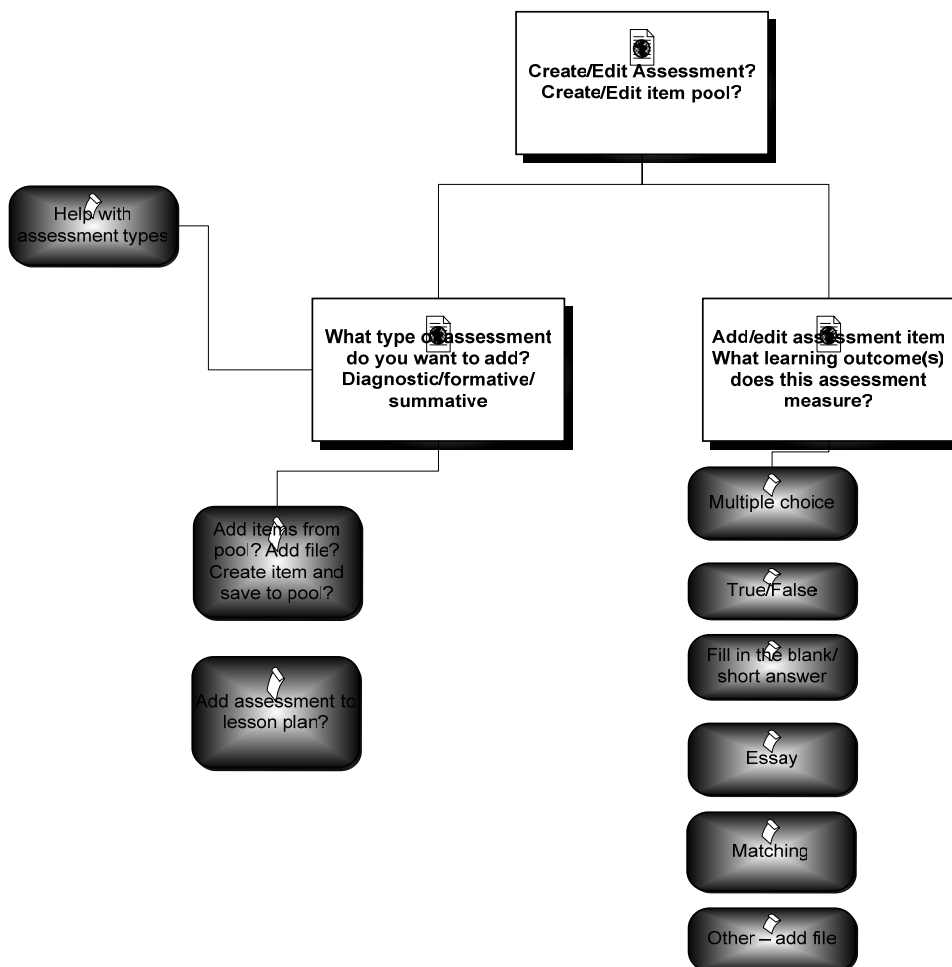 Create/Edit Assessment?
Create/Edit item pool?
Help with
assessment types
What type of assessment
do you want to add?
Diagnostic/formative/
summative
Add/edit assessment item
What learning outcome(s)
does this assessment
measure?
Add items from
pool? Add file?
Create item and
save to pool?
Add assessment to
lesson plan?
Multiple choice
True/False
Fill in the blank/
short answer
Essay
Matching
Other – add file